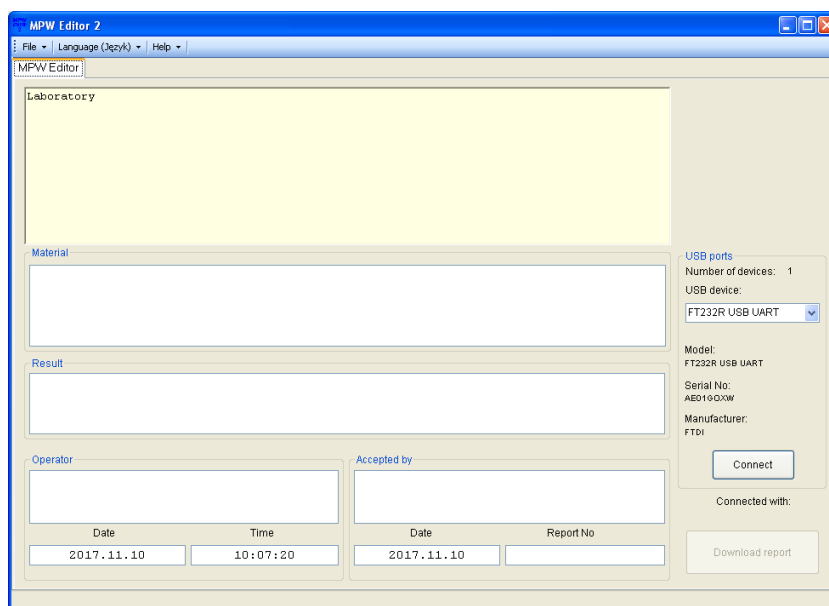 MPW Editor 2
File Language (Język) Help
MPW Editor
Laboratory
Material
Result
Operator
Date Time
2017.11.10 10:07:20
Accepted by
Date Report No
2017.11.10
USB ports
Number of devices: 1
USB device:
FT232R USB UART
Model:
FT232R USB UART
Serial No:
AE01GOXW
Manufacturer:
FTDI
Connect
Connected with:
Download report